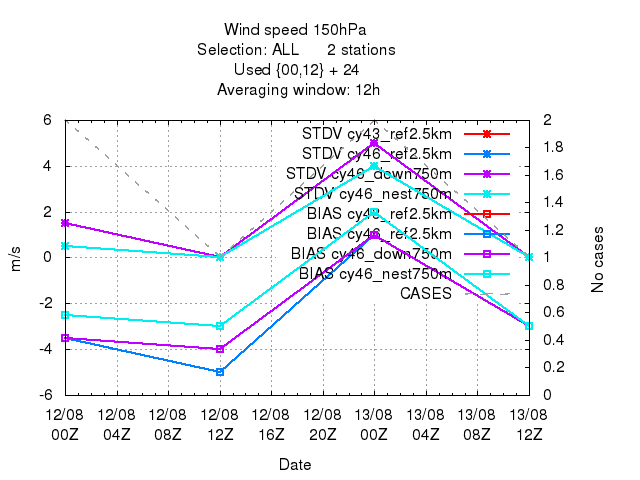 Wind speed 150hPa
Selection: ALL 2 stations
Used {00,12} + 24
Averaging window: 12h
6 2
STDV cy43_ref2.5km
1.8
STDV cy46_ref2.5km
4 1.6
STDV cy46_down750m
STDV cy46_nest750m
1.4
2 BIAS cy43_ref2.5km 1.2
BIAS cy46_ref2.5km
0 BIAS cy46_down750m 1
BIAS cy46_nest750m
0.8
CASES
-2 0.6
0.4
-4
0.2
-6 0
m/s
No cases
12/08 12/08 12/08 12/08 12/08 12/08 13/08 13/08 13/08 13/08
00Z 04Z 08Z 12Z 16Z 20Z 00Z 04Z 08Z 12Z
Date